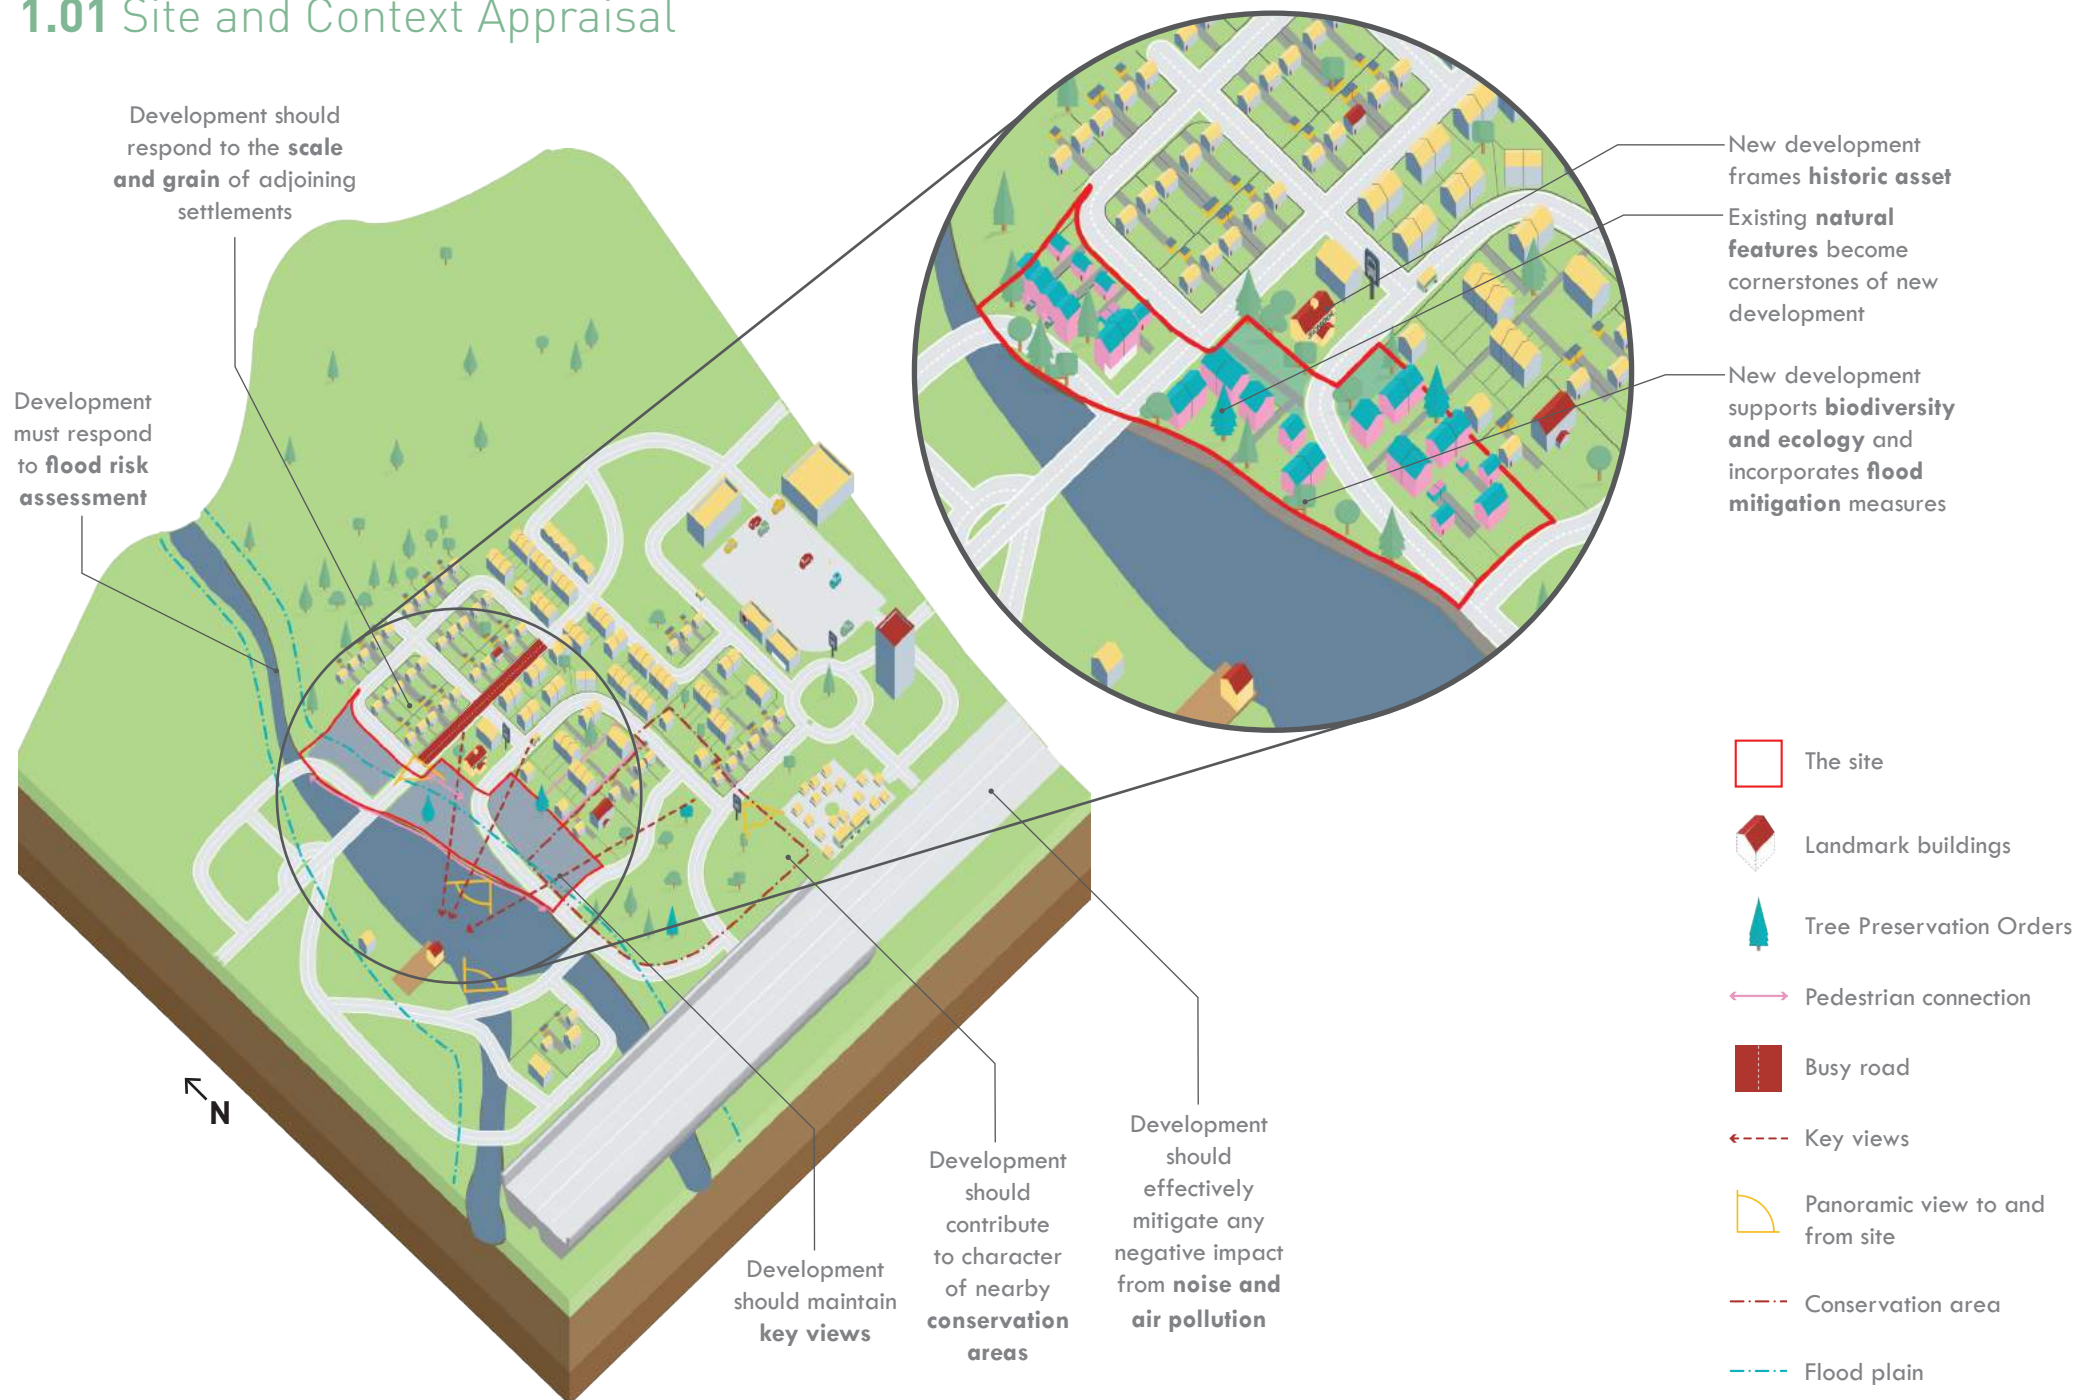 1.01 Site and Context Appraisal
Development should
respond to the scale
and grain of adjoining
settlements
Development
must respond
to flood risk
assessment
New development
frames historic asset
Existing natural
features become
cornerstones of new
development
New development
supports biodiversity
and ecology and
incorporates flood
mitigation measures
N
Development
should maintain
key views
Development
should
contribute
to character
of nearby
conservation
areas
Development
should
effectively
mitigate any
negative impact
from noise and
air pollution
The site
Landmark buildings
Tree Preservation Orders
Pedestrian connection
Busy road
Key views
Panoramic view to and
from site
Conservation area
Flood plain